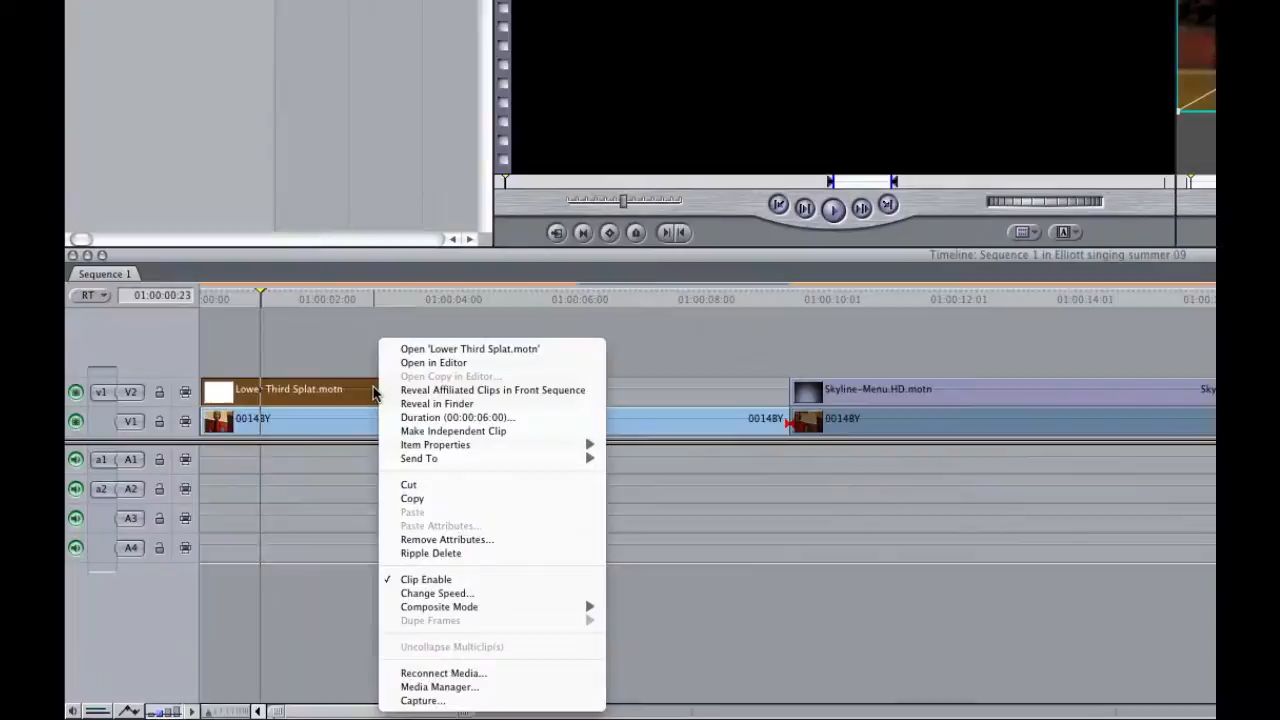 Timeline: Sequence 1 in Elliott singing summer 09
Sequence 1
RT
01:00:00:23
:00:00
01:00:02:00
01:00:04:00
01:00:06:00
01:00:08:00
01:00:10:01
01:00:12:01
01:00:14:01
Open 'Lower Third Splat.motn'
Open in Editor
Open Copy in Editor...
Reveal Affiliated Clips in Front Sequence
Reveal in Finder
Duration (00:00:06:00)...
Make Independent Clip
Item Properties
Send To
Cut
Copy
Paste
Paste Attributes...
Remove Attributes...
Ripple Delete
Clip Enable
Change Speed...
Composite Mode
Dupe Frames
Uncollapse Multiclip(s)
Reconnect Media...
Media Manager...
Capture...
v1 V2
Lower Third Splat.motn
Skyline-Menu.HD.motn
Sky
V1
0014BY
0014BY
0014BY
a1 A1
a2 A2
A3
A4